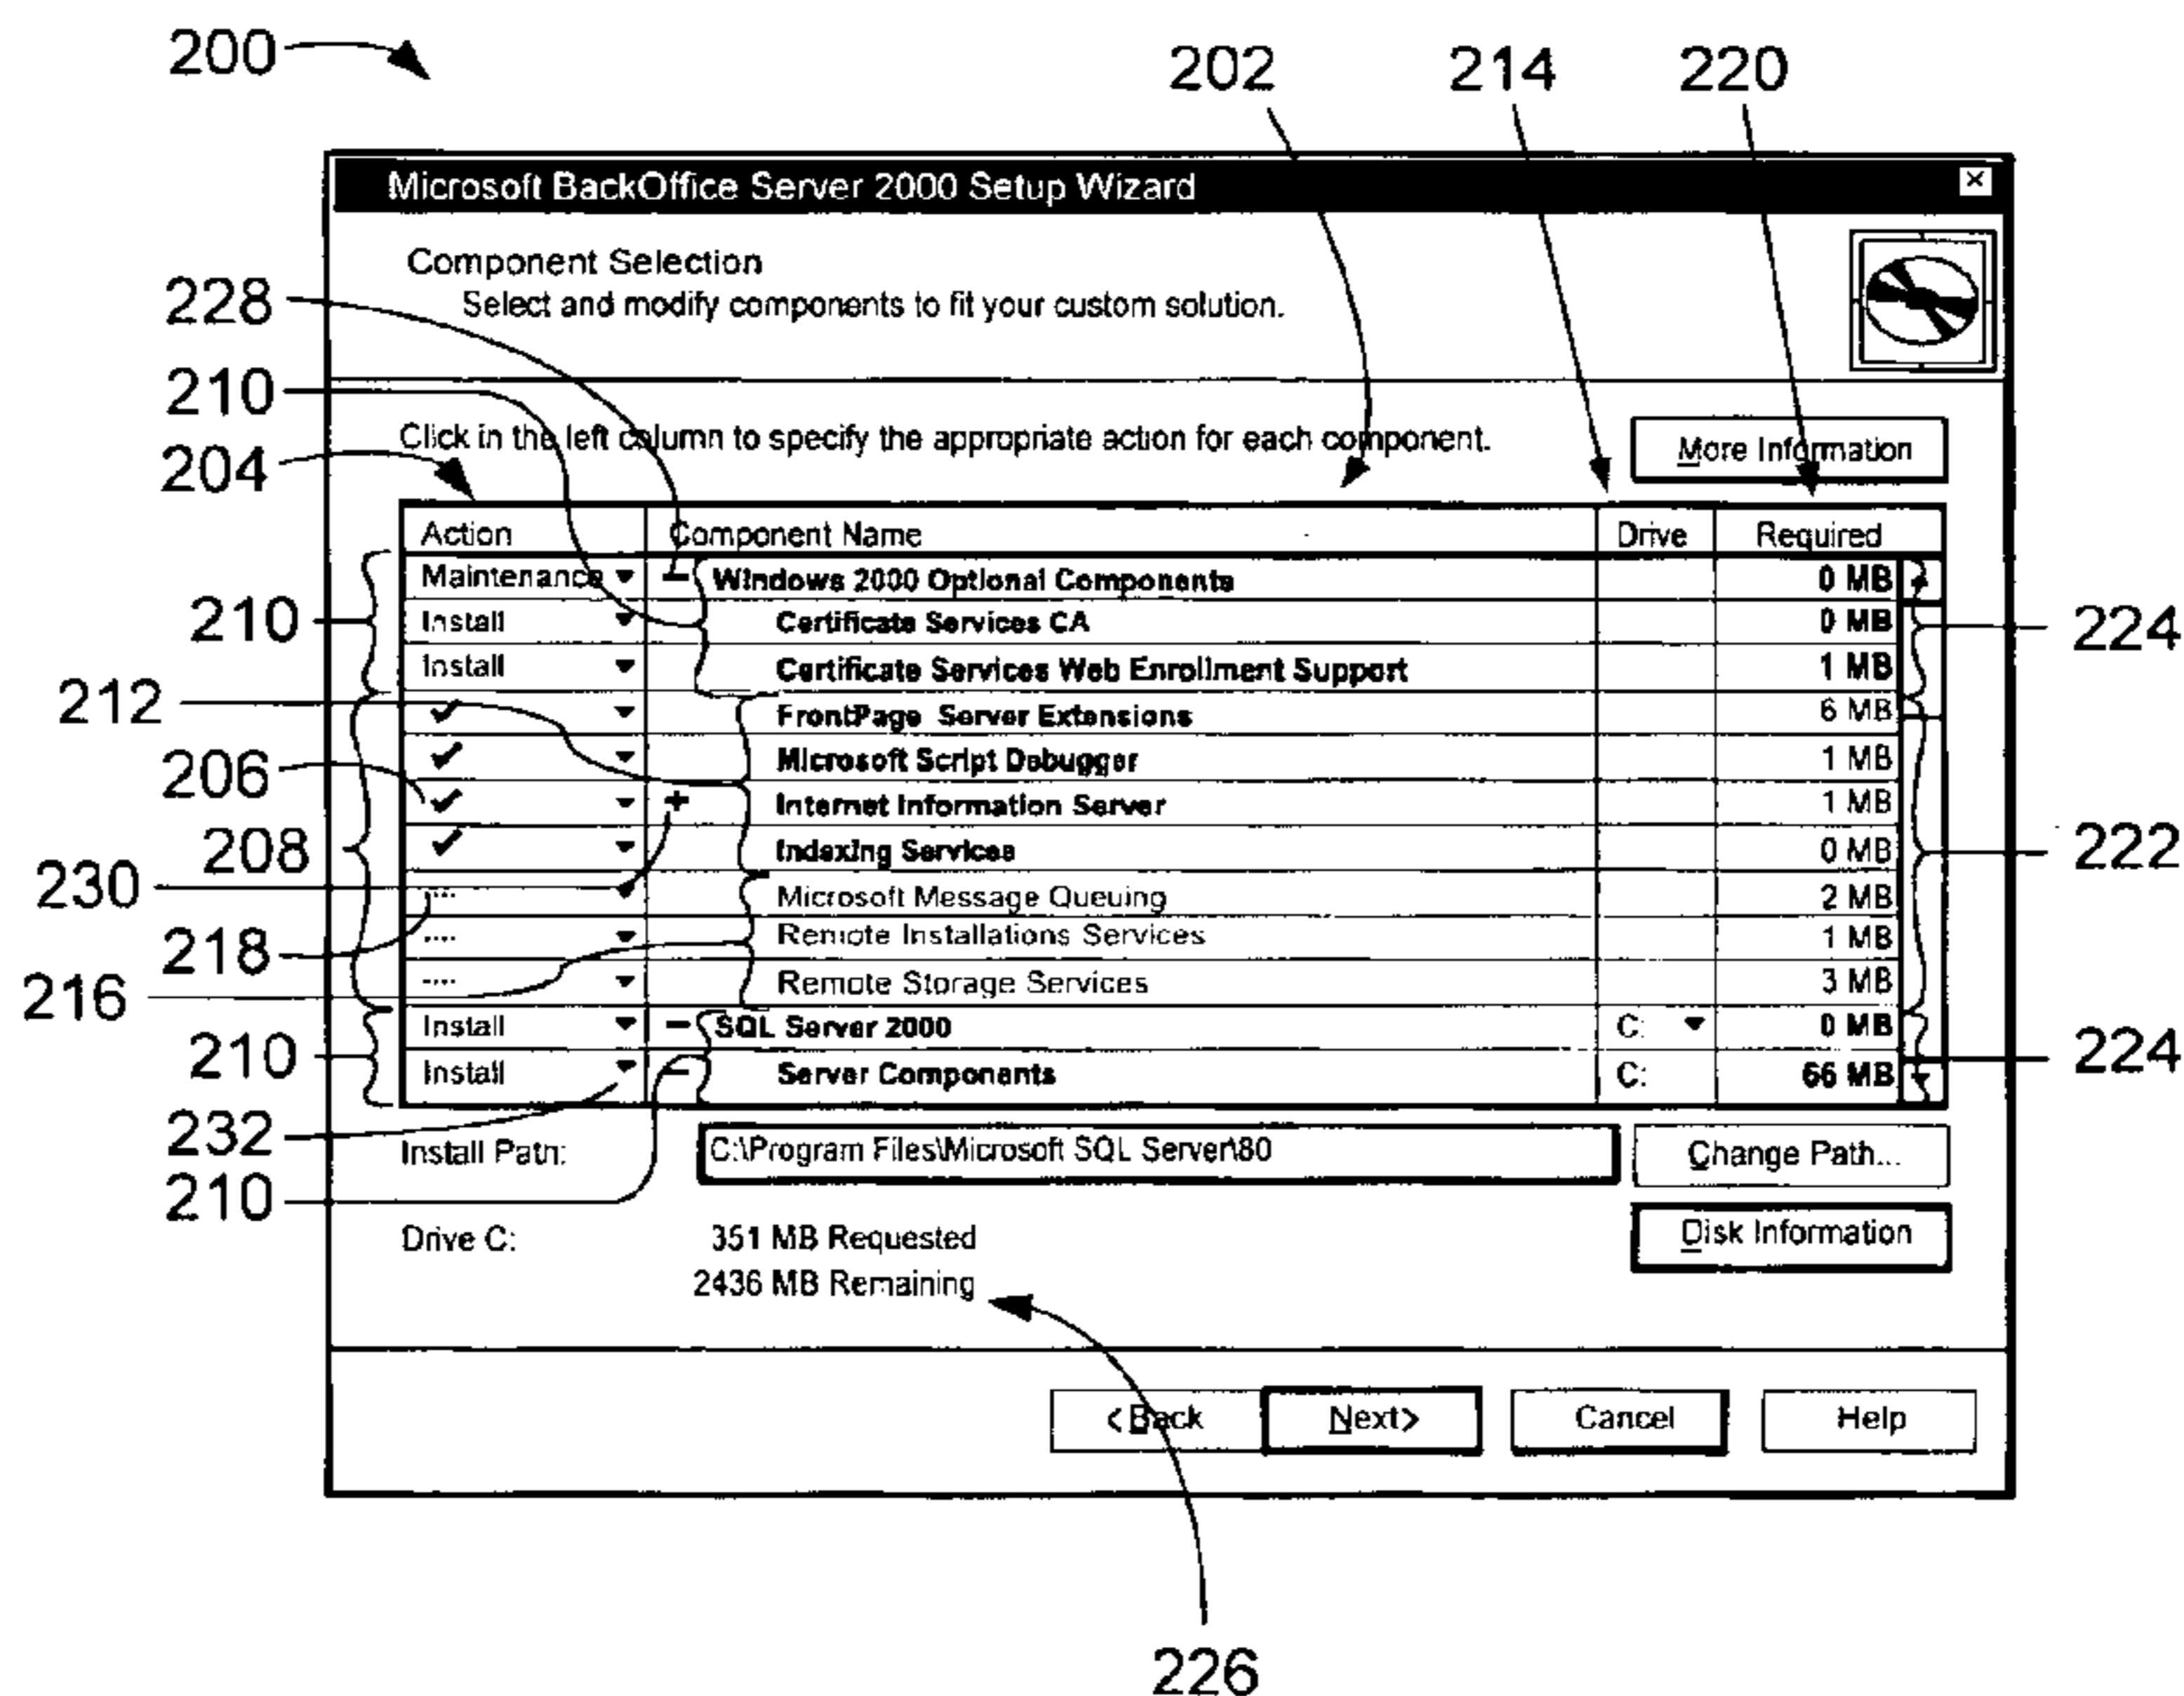 200
202 214 220
Microsoft BackOffice Server 2000 Setup Wizard
Component Selection
228
Select and modify components to fit your custom solution.
210
Click in the left column to specify the appropriate action for each component.
More Information
204
Action Component Name Drive Required
Maintenance Windows 2000 Optional Components 0 MB
210 Install Certificate Services CA 0 MB 224
Install Certificate Services Web Enrollment Support 1 MB
212 FrontPage Server Extensions 6 MB
Microsoft Script Debugger 1 MB
206 Internet Information Server 1 MB
208 Indexing Services 0 MB 222
230 .... Microsoft Message Queuing 2 MB
218 .... Remote Installations Services 1 MB
216 .... Remote Storage Services 3 MB
Install SQL Server 2000 C: 0 MB
210 Install Server Components C: 66 MB 224
232
Install Path: C:\Program Files\Microsoft SQL Server\80 Change Path...
210
Drive C: 351 MB Requested Disk Information
2436 MB Remaining
<Back Next> Cancel Help
226